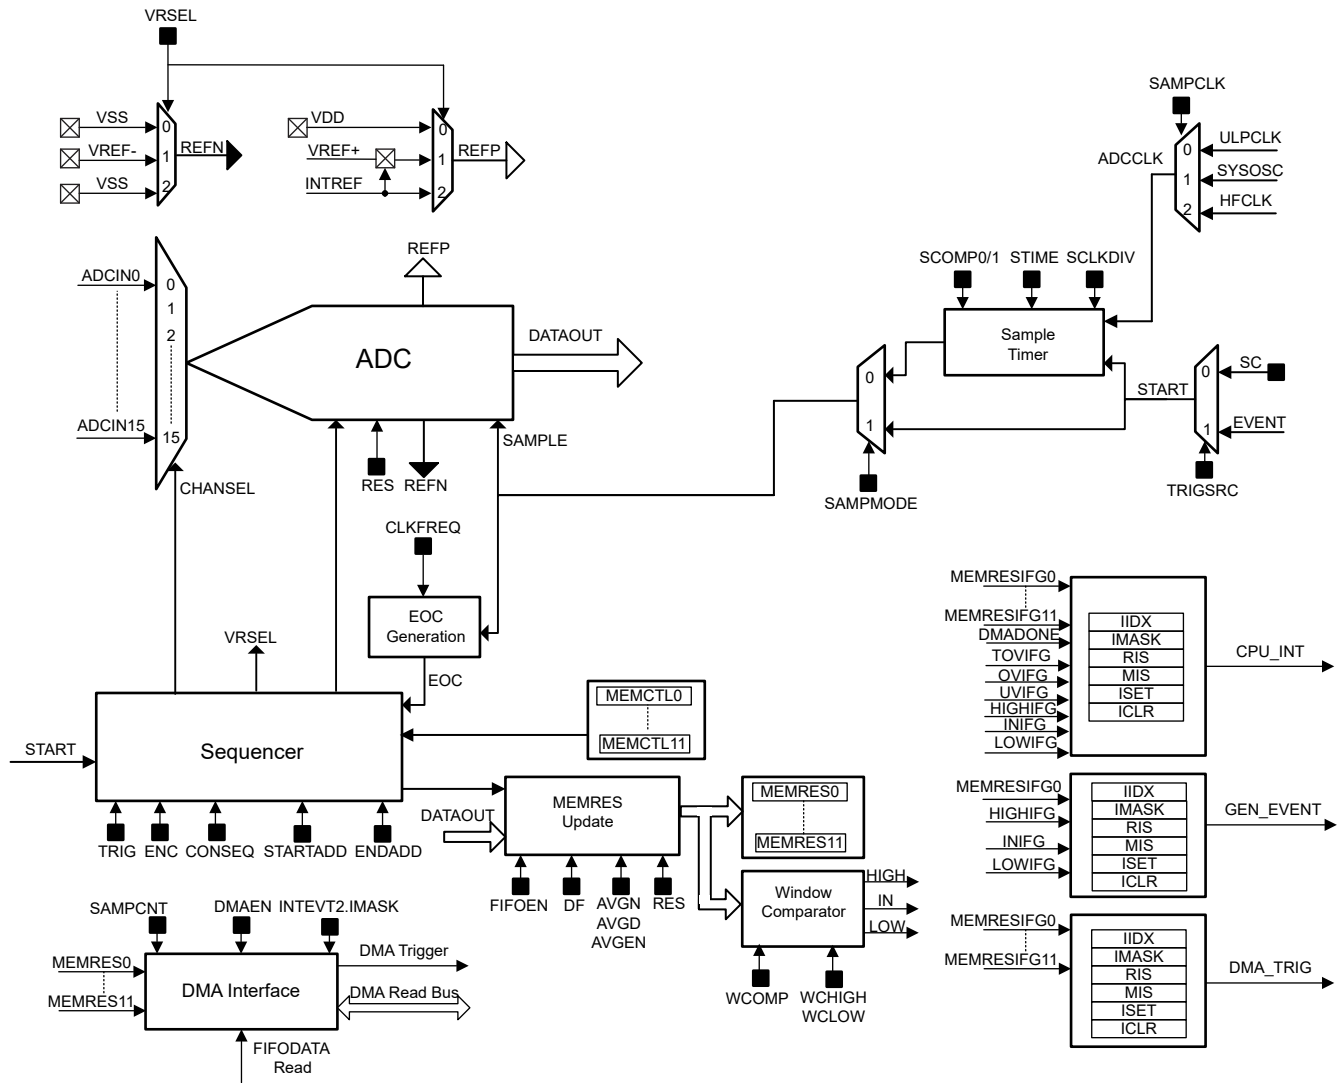 VRSEL
VSS
VREF-
VSS
0
1
2
REFN
VDD
VREF+
INTREF
0
1
2
REFP
SAMPCLK
ADCCLK
0
1
2
ULPCLK
SYSOSC
HFCLK
ADCIN0
ADCIN15
0
1
2
15
CHANSEL
REFP
ADC
DATAOUT
SAMPLE
RES
REFN
SCOMP0/1
STIME
SCLKDIV
Sample
Timer
0
1
SAMPMODE
START
0
1
SC
EVENT
TRIGSRC
CLKFREQ
EOC
Generation
EOC
VRSEL
START
Sequencer
MEMCTL0
MEMCTL11
TRIG
ENC
CONSEQ
STARTADD
ENDADD
DATAOUT
MEMRES
Update
FIFOEN
DF
AVGN
AVGD
AVGEN
RES
MEMRES0
MEMRES11
Window
Comparator
HIGH
IN
LOW
WCOMP
WCHIGH
WCLOW
SAMPCNT
DMAEN
INTEVT2.IMASK
MEMRES0
MEMRES11
DMA Interface
DMA Trigger
DMA Read Bus
FIFODATA
Read
MEMRESIFG0
MEMRESIFG11
DMADONE
TOVIFG
OVIFG
UVIFG
HIGHIFG
INIFG
LOWIFG
IIDX
IMASK
RIS
MIS
ISET
ICLR
CPU_INT
MEMRESIFG0
HIGHIFG
INIFG
LOWIFG
IIDX
IMASK
RIS
MIS
ISET
ICLR
GEN_EVENT
MEMRESIFG0
MEMRESIFG11
IIDX
IMASK
RIS
MIS
ISET
ICLR
DMA_TRIG